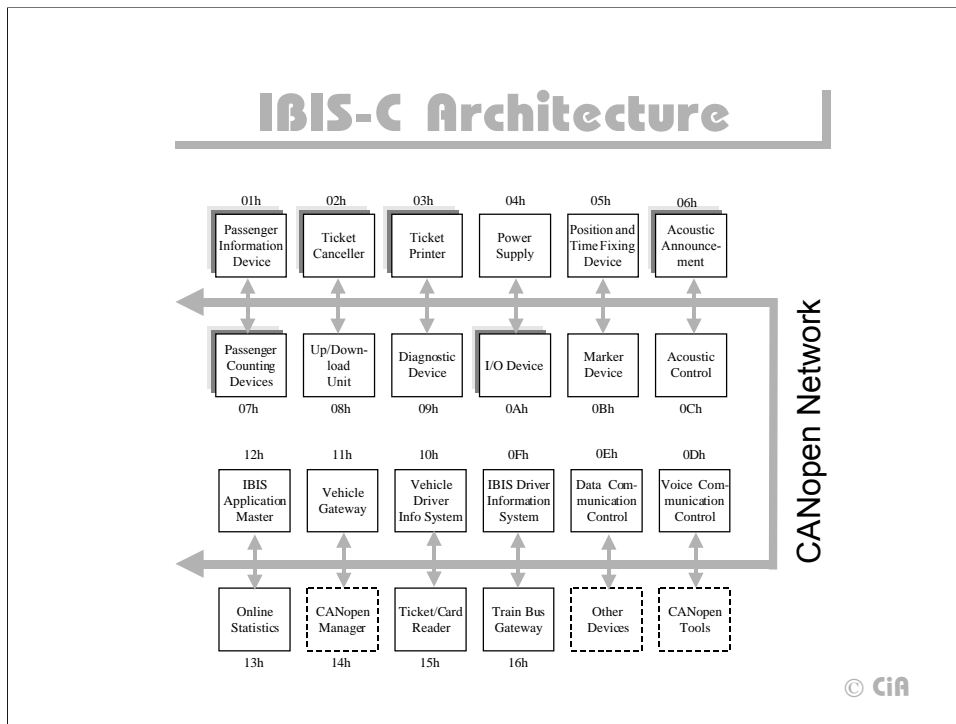 IBIS-C Architecture
01h
02h
03h
04h
05h
06h
Passenger
Information
Device
Ticket
Canceller
Ticket
Printer
Power
Supply
Position and
Time Fixing
Device
Acoustic
Announce-
ment
Passenger
Counting
Devices
Up/Down-
load
Unit
Diagnostic
Device
I/O Device
Marker
Device
Acoustic
Control
07h
08h
09h
0Ah
0Bh
0Ch
CANopen Network
12h
11h
10h
0Fh
0Eh
0Dh
IBIS
Application
Master
Vehicle
Gateway
Vehicle
Driver
Info System
IBIS Driver
Information
System
Data Com-
munication
Control
Voice Com-
munication
Control
Online
Statistics
CANopen
Manager
Ticket/Card
Reader
Train Bus
Gateway
Other
Devices
CANopen
Tools
13h
14h
15h
16h
© CiA